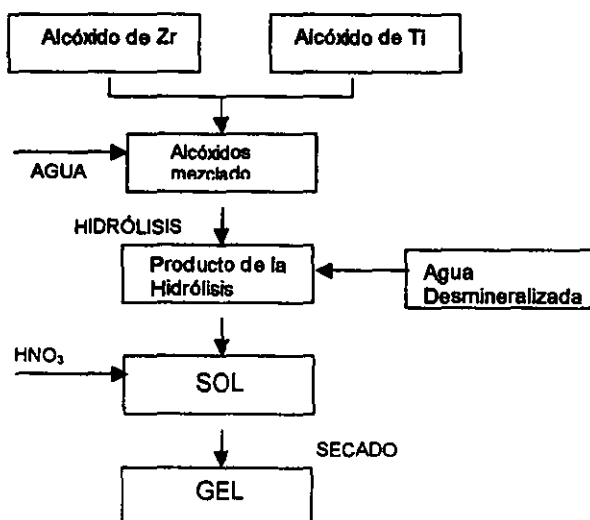 Alcóxido de Zr
Alcóxido de Ti
Alcóxidos
mezclado
AGUA
HIDRÓLISIS
Producto de la
Hidrólisis
Agua
Desmineralizada
HNO₃
SOL
SECADO
GEL